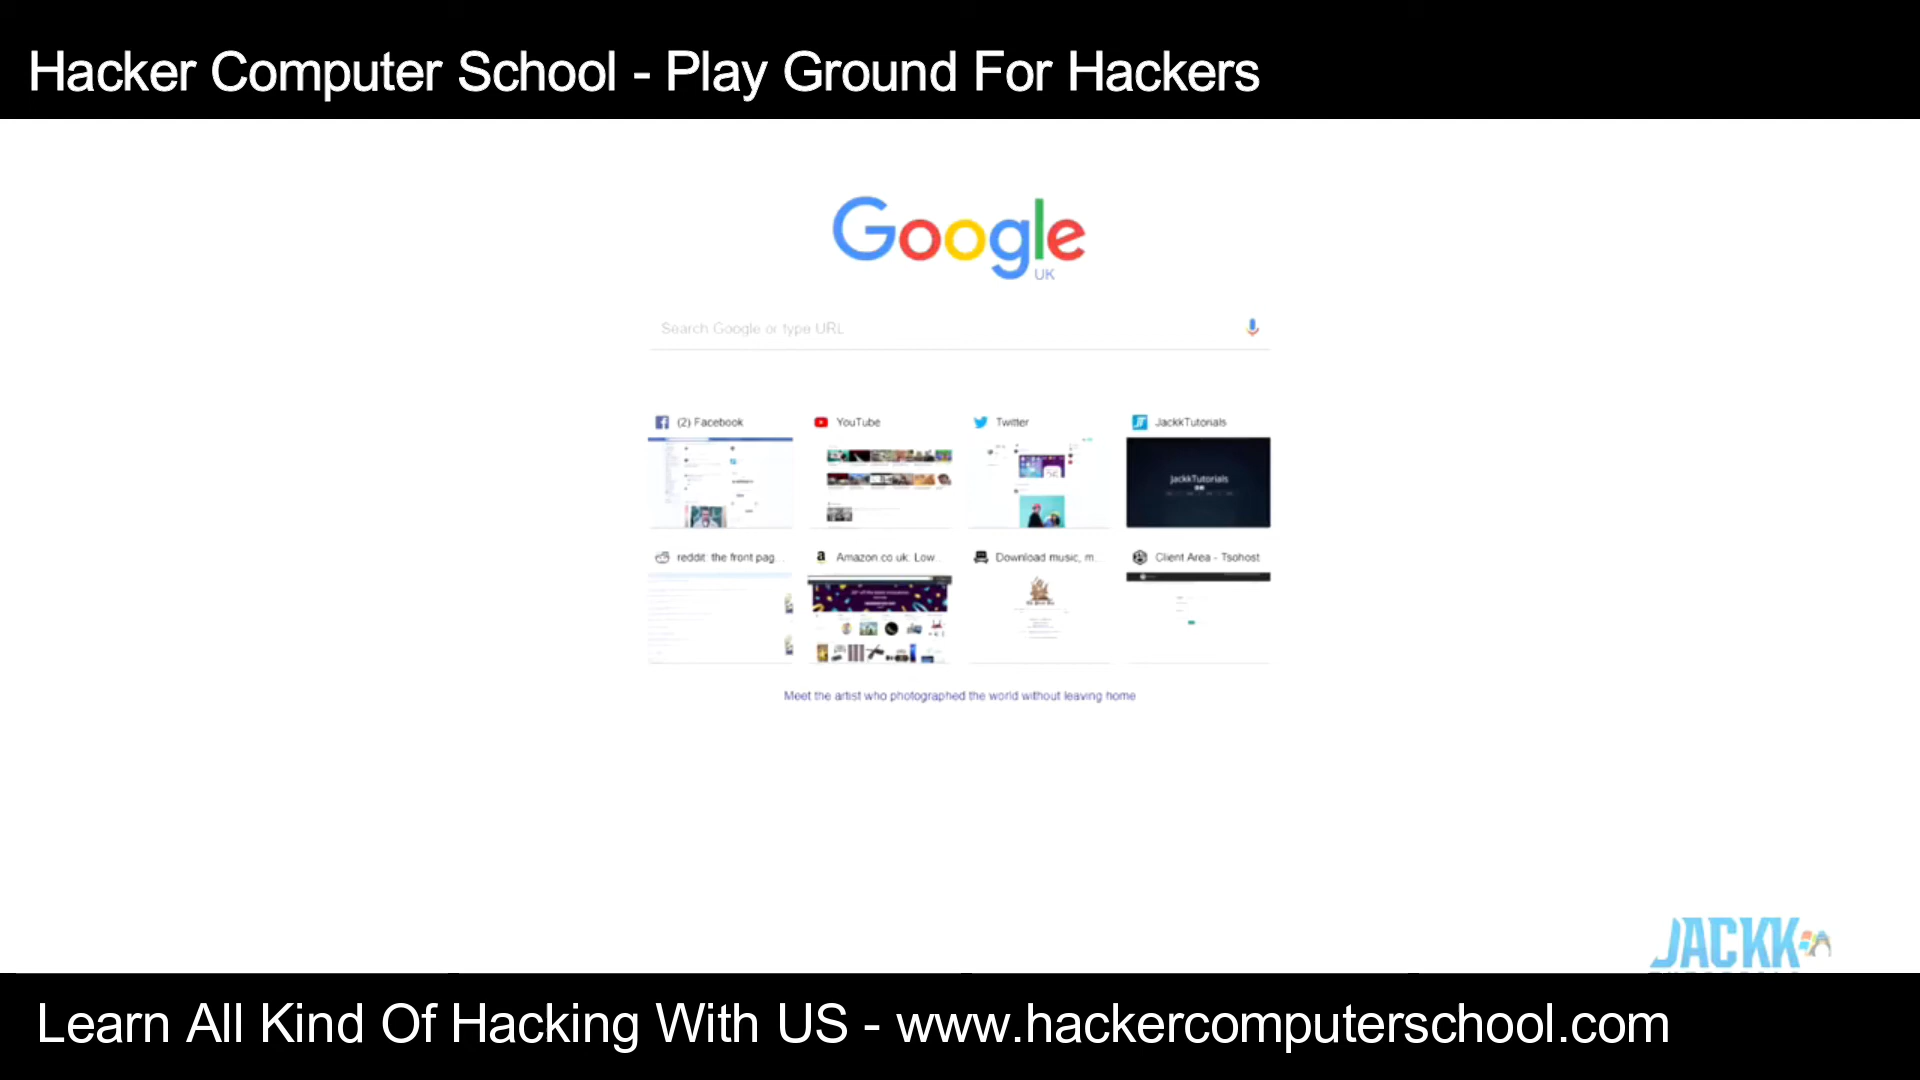 Hacker Computer School - Play Ground For Hackers
Google
UK
Search Google or type URL
(2) Facebook
YouTube
Twitter
JackkTutorials
JackkTutorials
reddit: the front pag...
Amazon.co.uk: Low...
Download music, m...
Client Area - Tsohost
Meet the artist who photographed the world without leaving home
JACKK
Learn All Kind Of Hacking With US - www.hackercomputerschool.com